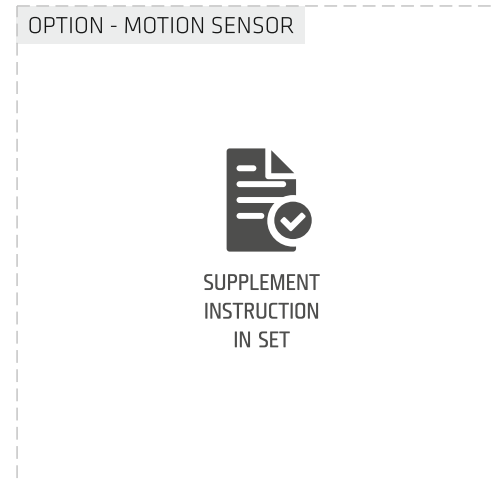 OPTION - MOTION SENSOR
SUPPLEMENT
INSTRUCTION
IN SET